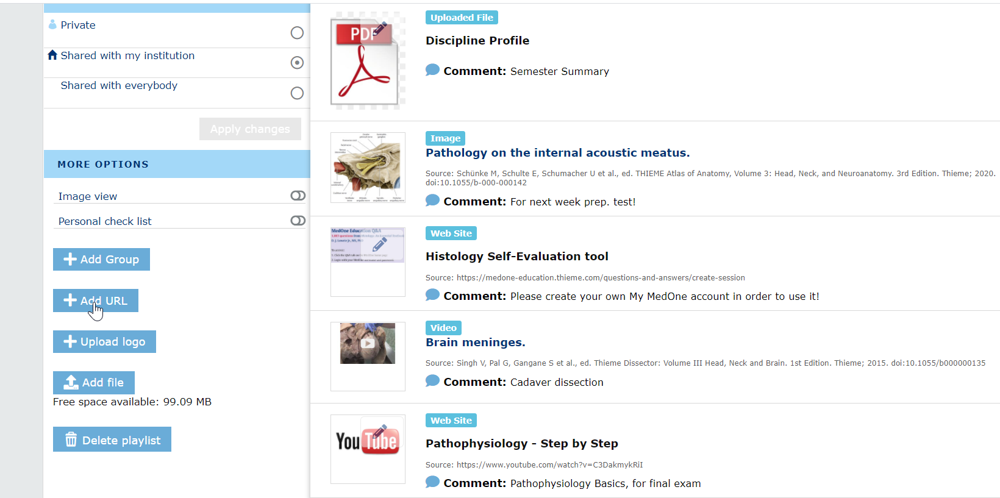 Private
Shared with my institution
Shared with everybody
Apply changes
MORE OPTIONS
Image view
Personal check list
Add Group
Add URL
Upload logo
Add file
Free space available: 99.09 MB
Delete playlist
PDF
Uploaded File
Discipline Profile
Comment: Semester Summary
Image
Pathology on the internal acoustic meatus.
Source: Schünke M, Schulte E, Schumacher U et al., ed. THIEME Atlas of Anatomy, Volume 3: Head, Neck, and Neuroanatomy. 3rd Edition. Thieme; 2020.
doi:10.1055/b-000-000142
Comment: For next week prep. test!
MedOne Education Q&A
To access:
Web Site
Histology Self-Evaluation tool
Source: https://medone-education.thieme.com/questions-and-answers/create-session
Comment: Please create your own My MedOne account in order to use it!
Video
Brain meninges.
Source: Singh V, Pal G, Gangane S et al., ed. Thieme Dissector: Volume III Head, Neck and Brain. 1st Edition. Thieme; 2015. doi:10.1055/b000000135
Comment: Cadaver dissection
YouTube
Web Site
Pathophysiology - Step by Step
Source: https://www.youtube.com/watch?v=C3DakmykRiI
Comment: Pathophysiology Basics, for final exam